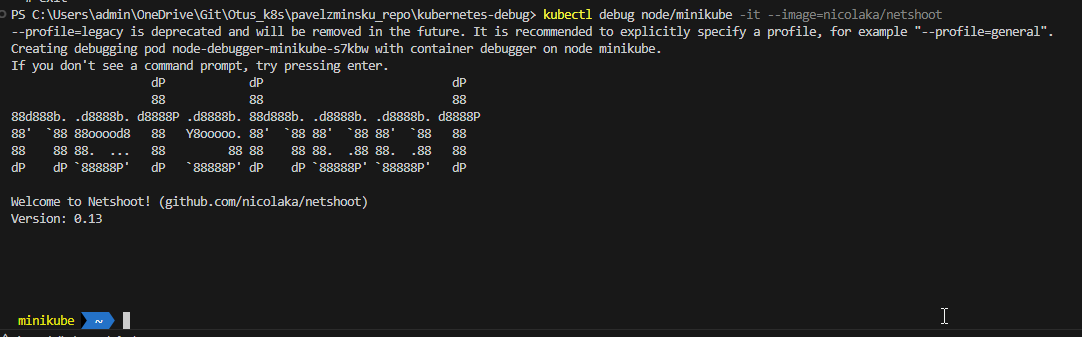 # exit
PS C:\Users\admin\OneDrive\Git\Otus_k8s\pavelzminsku_repo\kubernetes-debug> kubectl debug node/minikube -it --image=nicolaka/netshoot
--profile=legacy is deprecated and will be removed in the future. It is recommended to explicitly specify a profile, for example "--profile=general".
Creating debugging pod node-debugger-minikube-s7kbw with container debugger on node minikube.
If you don't see a command prompt, try pressing enter.
                    dP            dP                           dP
                    88            88                           88
88d888b. .d8888b. d8888P .d8888b. 88d888b. .d8888b. .d8888b. d8888P
88'  `88 88ooood8   88   Y8ooooo. 88'  `88 88'  `88 88'  `88   88
88    88 88.  ...   88         88 88    88 88.  .88 88.  .88   88
dP    dP `88888P'   dP   `88888P' dP    dP `88888P' `88888P'   dP
Welcome to Netshoot! (github.com/nicolaka/netshoot)
Version: 0.13
minikube ~